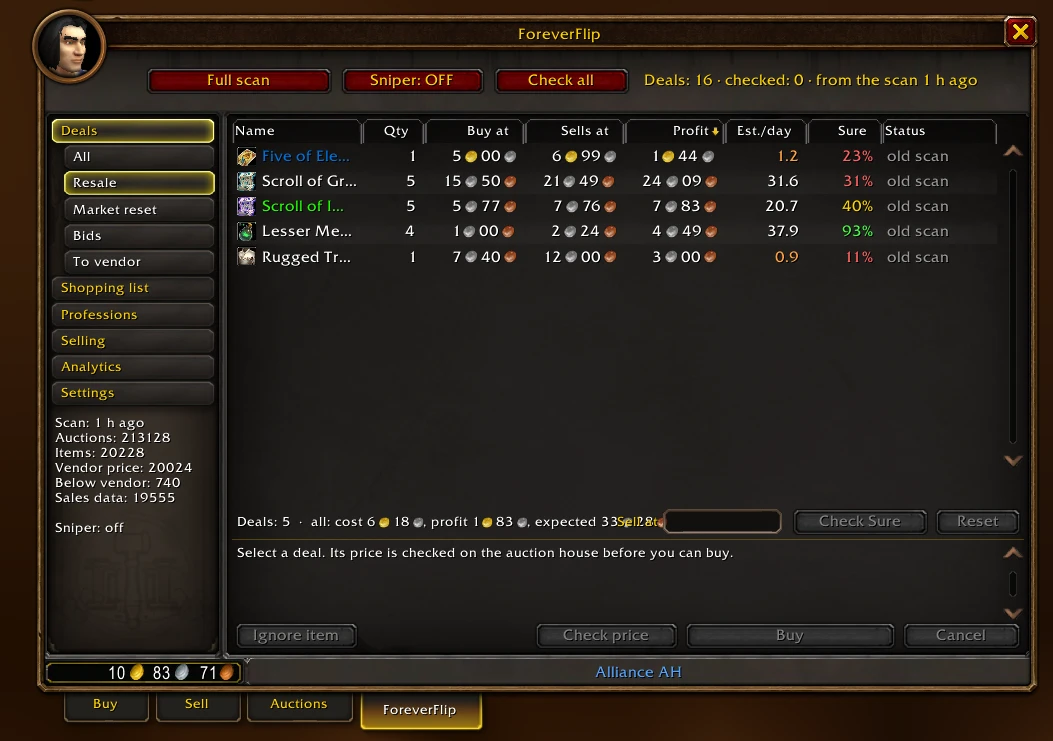 ForeverFlip
Full scan
Sniper: OFF
Check all
Deals: 16 · checked: 0 · from the scan 1 h ago
Deals
All
Resale
Market reset
Bids
To vendor
Shopping list
Professions
Selling
Analytics
Settings
Scan: 1 h ago
Auctions: 213128
Items: 20228
Vendor price: 20024
Below vendor: 740
Sales data: 19555
Sniper: off
Name Qty Buy at Sells at Profit Est./day Sure Status
Five of Ele... 1 5 00 6 99 1 44 1.2 23% old scan
Scroll of Gr... 5 15 50 21 49 24 09 31.6 31% old scan
Scroll of I... 5 5 77 7 76 7 83 20.7 40% old scan
Lesser Me... 4 1 00 2 24 4 49 37.9 93% old scan
Rugged Tr... 1 7 40 12 00 3 00 0.9 11% old scan
Deals: 5 · all: cost 6 18, profit 1 83, expected 33 28
Sell at
Check Sure
Reset
Select a deal. Its price is checked on the auction house before you can buy.
Ignore item
Check price
Buy
Cancel
10 83 71
Alliance AH
Buy
Sell
Auctions
ForeverFlip